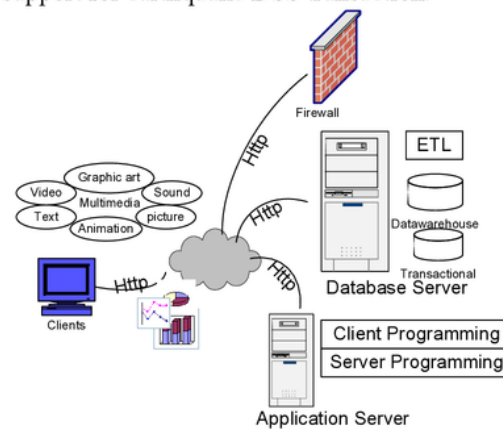 Firewall
Http
ETL
Graphic art
Video
Sound
Multimedia
Text
picture
Animation
Http
Datawarehouse
Transactional
Http
Http
Database Server
Clients
Client Programming
Server Programming
Application Server